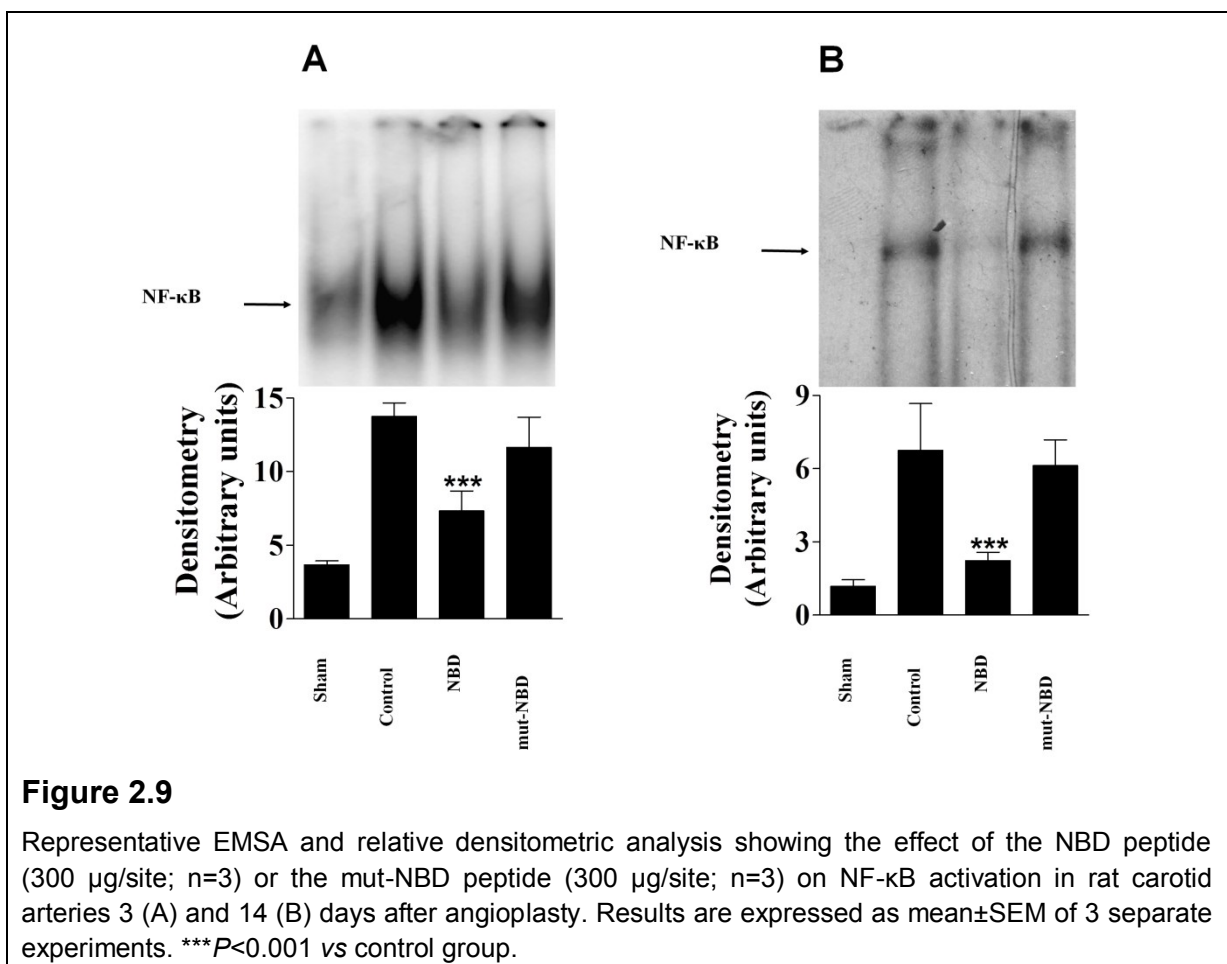 A
B
NF-κB
NF-κB
Densitometry
(Arbitrary units)
15
10
5
0
***
Sham
Control
NBD
mut-NBD
Densitometry
(Arbitrary units)
9
6
3
0
***
Sham
Control
NBD
mut-NBD
Figure 2.9
Representative EMSA and relative densitometric analysis showing the effect of the NBD peptide
(300 µg/site; n=3) or the mut-NBD peptide (300 µg/site; n=3) on NF-κB activation in rat carotid
arteries 3 (A) and 14 (B) days after angioplasty. Results are expressed as mean±SEM of 3 separate
experiments. ***P<0.001 vs control group.